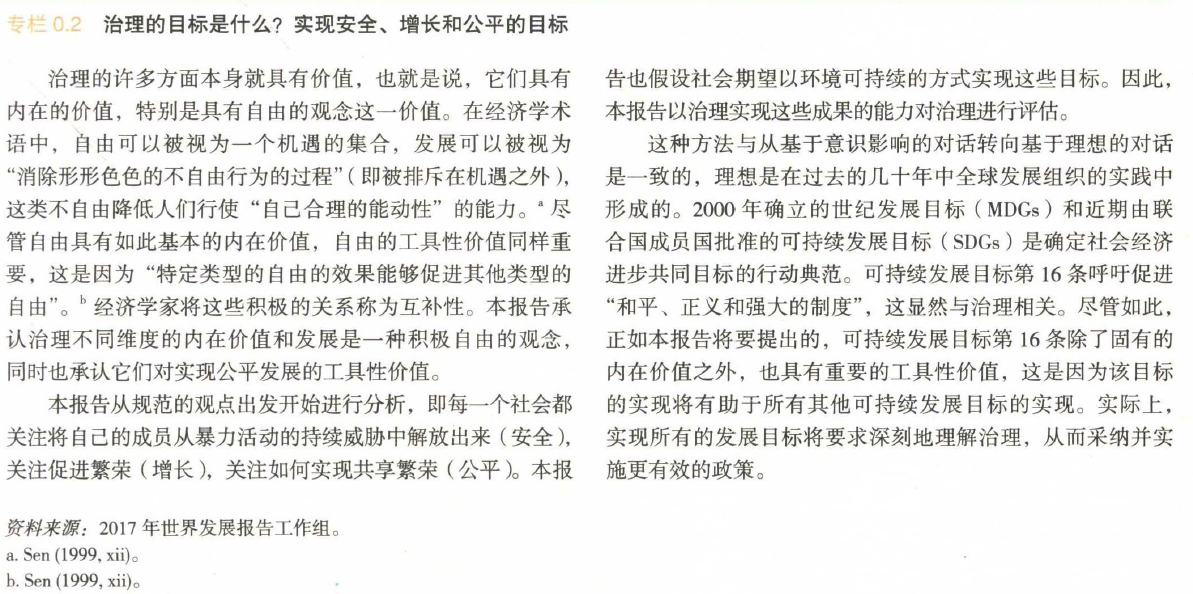 专栏 0.2 治理的目标是什么？实现安全、增长和公平的目标
治理的许多方面本身就具有价值，也就是说，它们具有
内在的价值，特别是具有自由的观念这一价值。在经济学术
语中，自由可以被视为一个机遇的集合，发展可以被视为
“消除形形色色的不自由行为的过程”（即被排斥在机遇之外），
这类不自由降低人们行使“自己合理的能动性”的能力。ᵃ 尽
管自由具有如此基本的内在价值，自由的工具性价值同样重
要，这是因为“特定类型的自由的效果能够促进其他类型的
自由”。ᵇ 经济学家将这些积极的关系称为互补性。本报告承
认治理不同维度的内在价值和发展是一种积极自由的观念，
同时也承认它们对实现公平发展的工具性价值。
本报告从规范的观点出发开始进行分析，即每一个社会都
关注将自己的成员从暴力活动的持续威胁中解放出来（安全），
关注促进繁荣（增长），关注如何实现共享繁荣（公平）。本报
告也假设社会期望以环境可持续的方式实现这些目标。因此，
本报告以治理实现这些成果的能力对治理进行评估。
这种方法与从基于意识影响的对话转向基于理想的对话
是一致的，理想是在过去的几十年中全球发展组织的实践中
形成的。2000 年确立的世纪发展目标（MDGs）和近期由联
合国成员国批准的可持续发展目标（SDGs）是确定社会经济
进步共同目标的行动典范。可持续发展目标第 16 条呼吁促进
“和平、正义和强大的制度”，这显然与治理相关。尽管如此，
正如本报告将要提出的，可持续发展目标第 16 条除了固有的
内在价值之外，也具有重要的工具性价值，这是因为该目标
的实现将有助于所有其他可持续发展目标的实现。实际上，
实现所有的发展目标将要求深刻地理解治理，从而采纳并实
施更有效的政策。
资料来源：2017 年世界发展报告工作组。
a. Sen (1999, xii)。
b. Sen (1999, xii)。